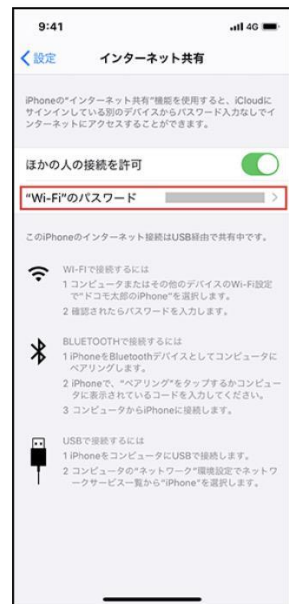 9:41
4G
設定
インターネット共有
iPhoneの"インターネット共有"機能を使用すると、iCloudに
サインインしている別のデバイスからパスワード入力なしでイ
ンターネットにアクセスすることができます。
ほかの人の接続を許可
"Wi-Fi"のパスワード
このiPhoneのインターネット接続はUSB経由で共有中です。
WI-FIで接続するには
1 コンピュータまたはその他のデバイスのWi-Fi設定
で"ドコモ太郎のiPhone"を選択します。
2 確認されたらパスワードを入力します。
BLUETOOTHで接続するには
1 iPhoneをBluetoothデバイスとしてコンピュータに
ペアリングします。
2 iPhoneで、"ペアリング"をタップするかコンピュー
タに表示されているコードを入力してください。
3 コンピュータからiPhoneに接続します。
USBで接続するには
1 iPhoneをコンピュータにUSBで接続します。
2 コンピュータの"ネットワーク"環境設定でネットワ
ークサービス一覧から"iPhone"を選択します。